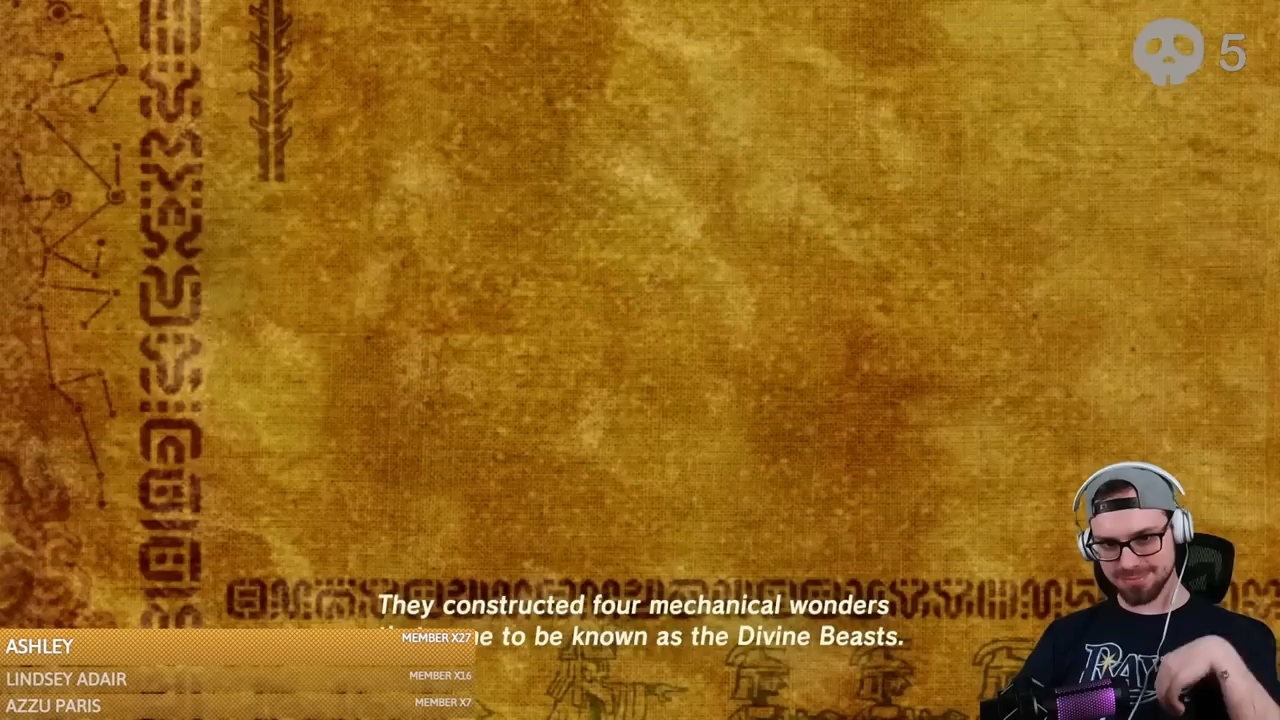 5
They constructed four mechanical wonders
to be known as the Divine Beasts.
ASHLEY
MEMBER X27
LINDSEY ADAIR
MEMBER X16
AZZU PARIS
MEMBER X7